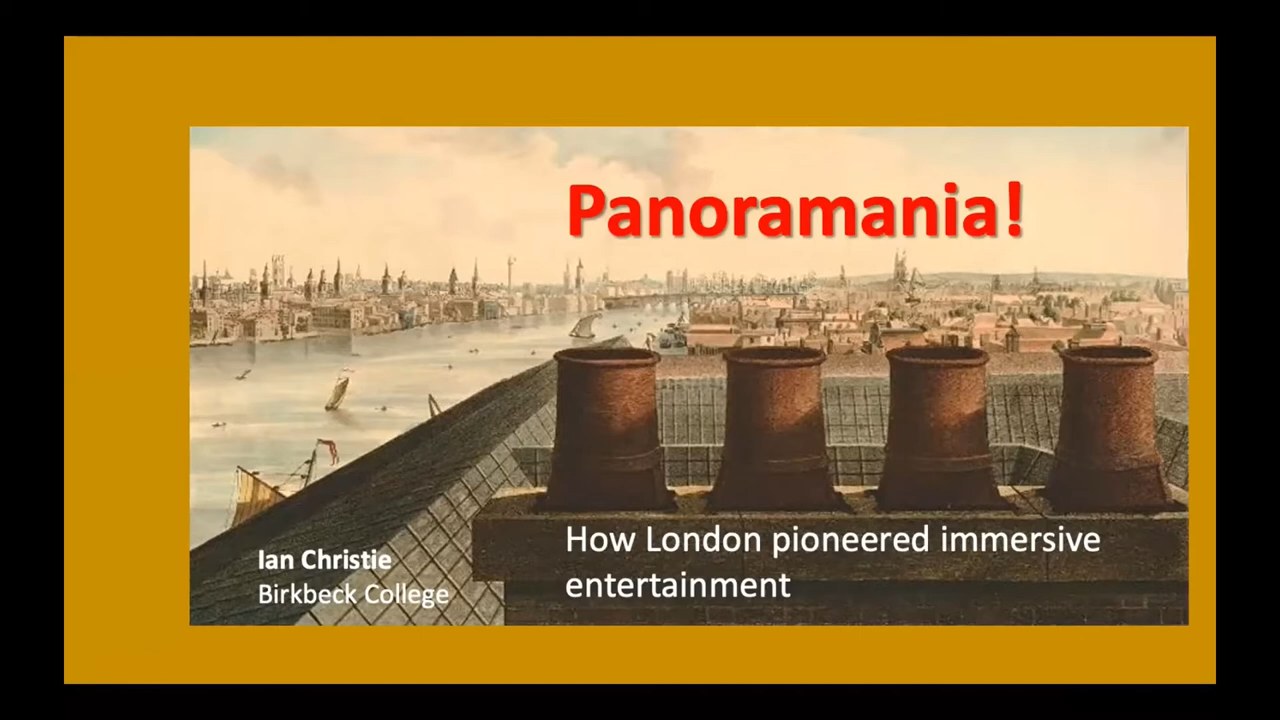 Panoramania!
How London pioneered immersive
entertainment
Ian Christie
Birkbeck College